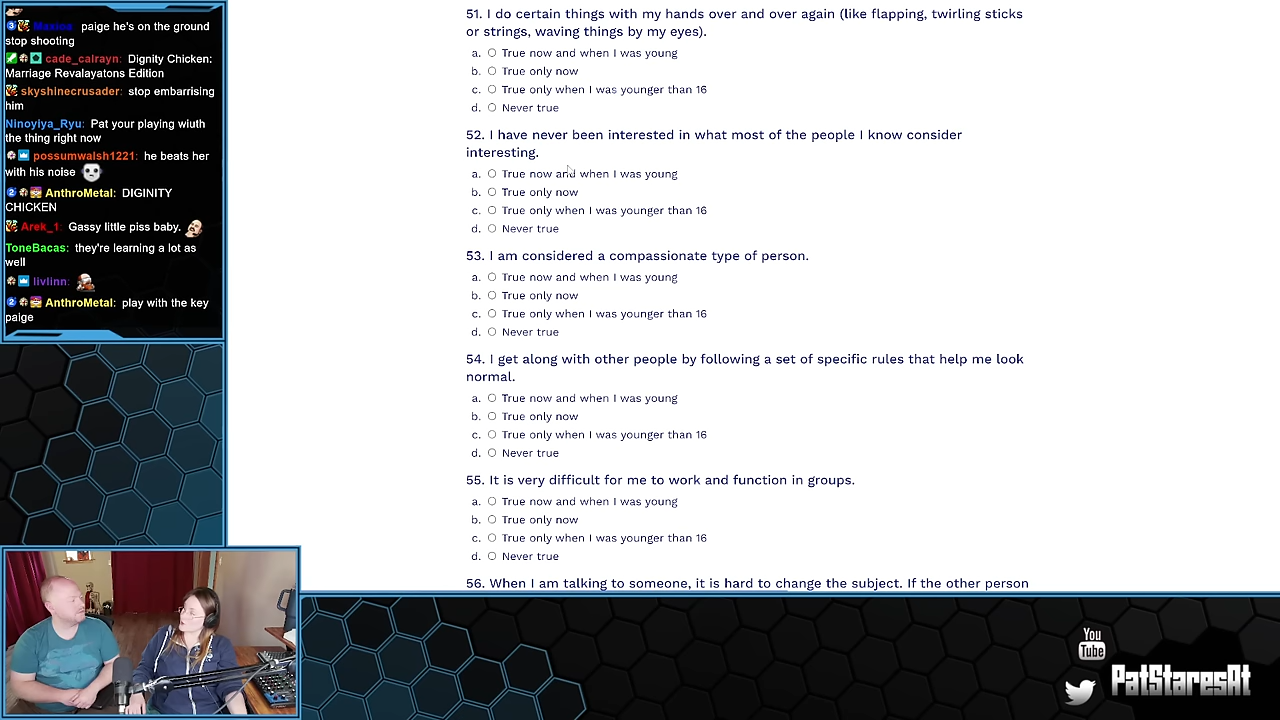 Maxine: paige he's on the ground
stop shooting
cade_calrayn: Dignity Chicken:
Marriage Revalayatons Edition
skyshinecrusader: stop embarrising
him
Ninoyiya_Ryu: Pat your playing wiuth
the thing right now
possumwalsh1221: he beats her
with his noise
AnthroMetal: DIGINITY
CHICKEN
Arek_1: Gassy little piss baby.
ToneBacas: they're learning a lot as
well
livlinn:
AnthroMetal: play with the key
paige
51. I do certain things with my hands over and over again (like flapping, twirling sticks
or strings, waving things by my eyes).
a. True now and when I was young
b. True only now
c. True only when I was younger than 16
d. Never true
52. I have never been interested in what most of the people I know consider
interesting.
a. True now and when I was young
b. True only now
c. True only when I was younger than 16
d. Never true
53. I am considered a compassionate type of person.
a. True now and when I was young
b. True only now
c. True only when I was younger than 16
d. Never true
54. I get along with other people by following a set of specific rules that help me look
normal.
a. True now and when I was young
b. True only now
c. True only when I was younger than 16
d. Never true
55. It is very difficult for me to work and function in groups.
a. True now and when I was young
b. True only now
c. True only when I was younger than 16
d. Never true
56. When I am talking to someone, it is hard to change the subject. If the other person
You
Tube
PatStaresAt